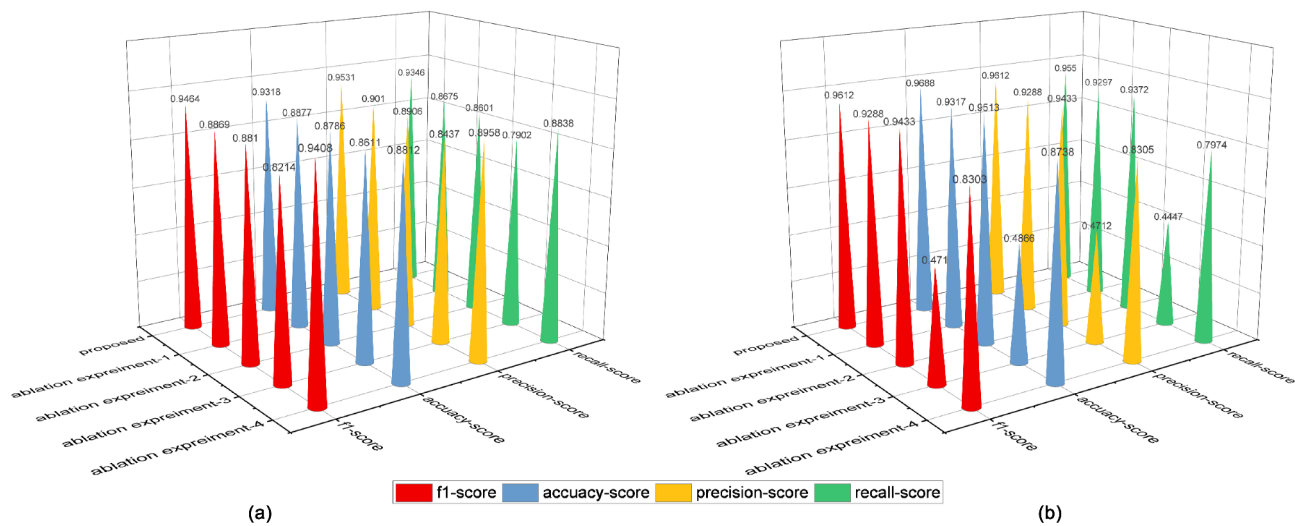 0.9464
0.8869
0.881
0.8214
0.9408
0.9318
0.8877
0.8786
0.8611
0.8812
0.9531
0.901
0.8906
0.8437
0.8958
0.9346
0.8675
0.8601
0.7902
0.8838
proposed
ablation expreiment-1
ablation expreiment-2
ablation expreiment-3
ablation expreiment-4
f1-score
accuacy-score
precision-score
recall-score
0.9612
0.9288
0.9433
0.471
0.8303
0.9688
0.9317
0.9513
0.4866
0.8738
0.9612
0.9288
0.9433
0.4712
0.8305
0.955
0.9297
0.9372
0.4447
0.7974
proposed
ablation expreiment-1
ablation expreiment-2
ablation expreiment-3
ablation expreiment-4
f1-score
accuacy-score
precision-score
recall-score
f1-score accuacy-score precision-score recall-score
(a)
(b)